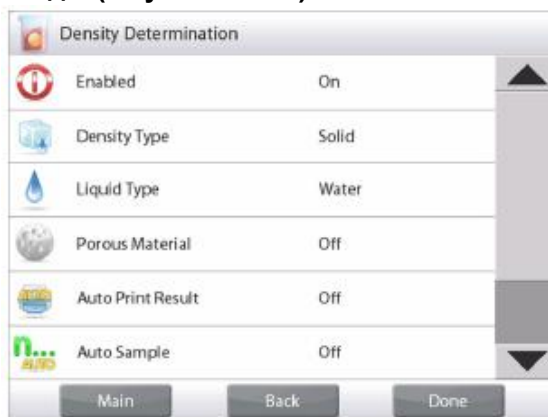 Density Determination
Enabled On
Density Type Solid
Liquid Type Water
Porous Material Off
Auto Print Result Off
n... AUTO Auto Sample Off
Main Back Done